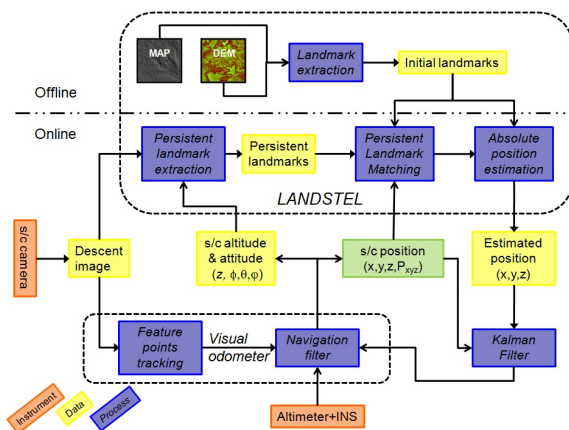 MAP
DEM
Landmark
extraction
Initial landmarks
Offline
Online
Persistent
landmark
extraction
Persistent
landmarks
Persistent
Landmark
Matching
Absolute
position
estimation
LANDSTEL
s/c camera
Descent
image
s/c altitude
& attitude
(z, ϕ,θ,φ)
s/c position
(x,y,z,Pxyz)
Estimated
position
(x,y,z)
Feature
points
tracking
Visual
odometer
Navigation
filter
Kalman
Filter
Instrument
Data
Process
Altimeter+INS